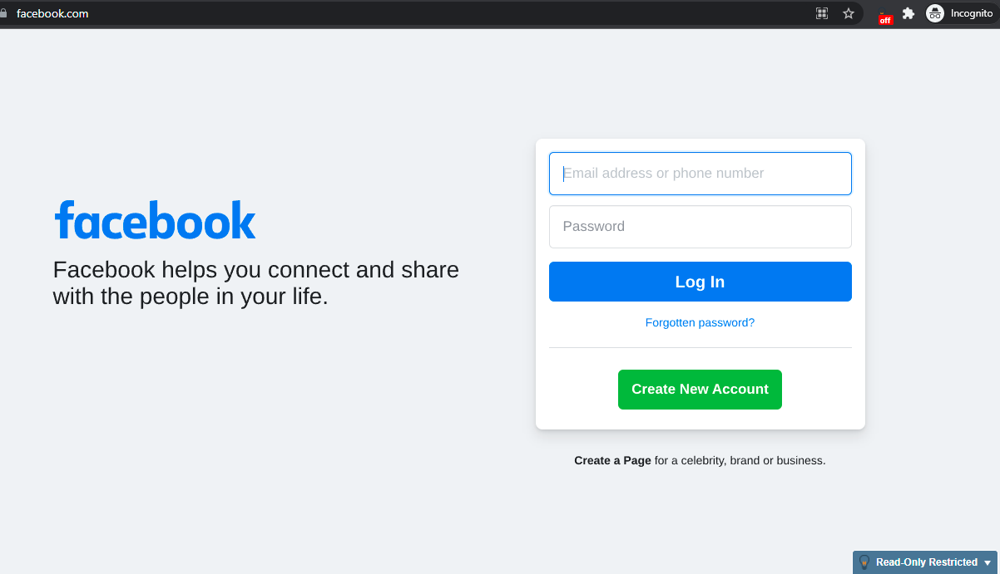 facebook.com
off
Incognito
facebook
Facebook helps you connect and share
with the people in your life.
Email address or phone number
Password
Log In
Forgotten password?
Create New Account
Create a Page for a celebrity, brand or business.
Read-Only Restricted